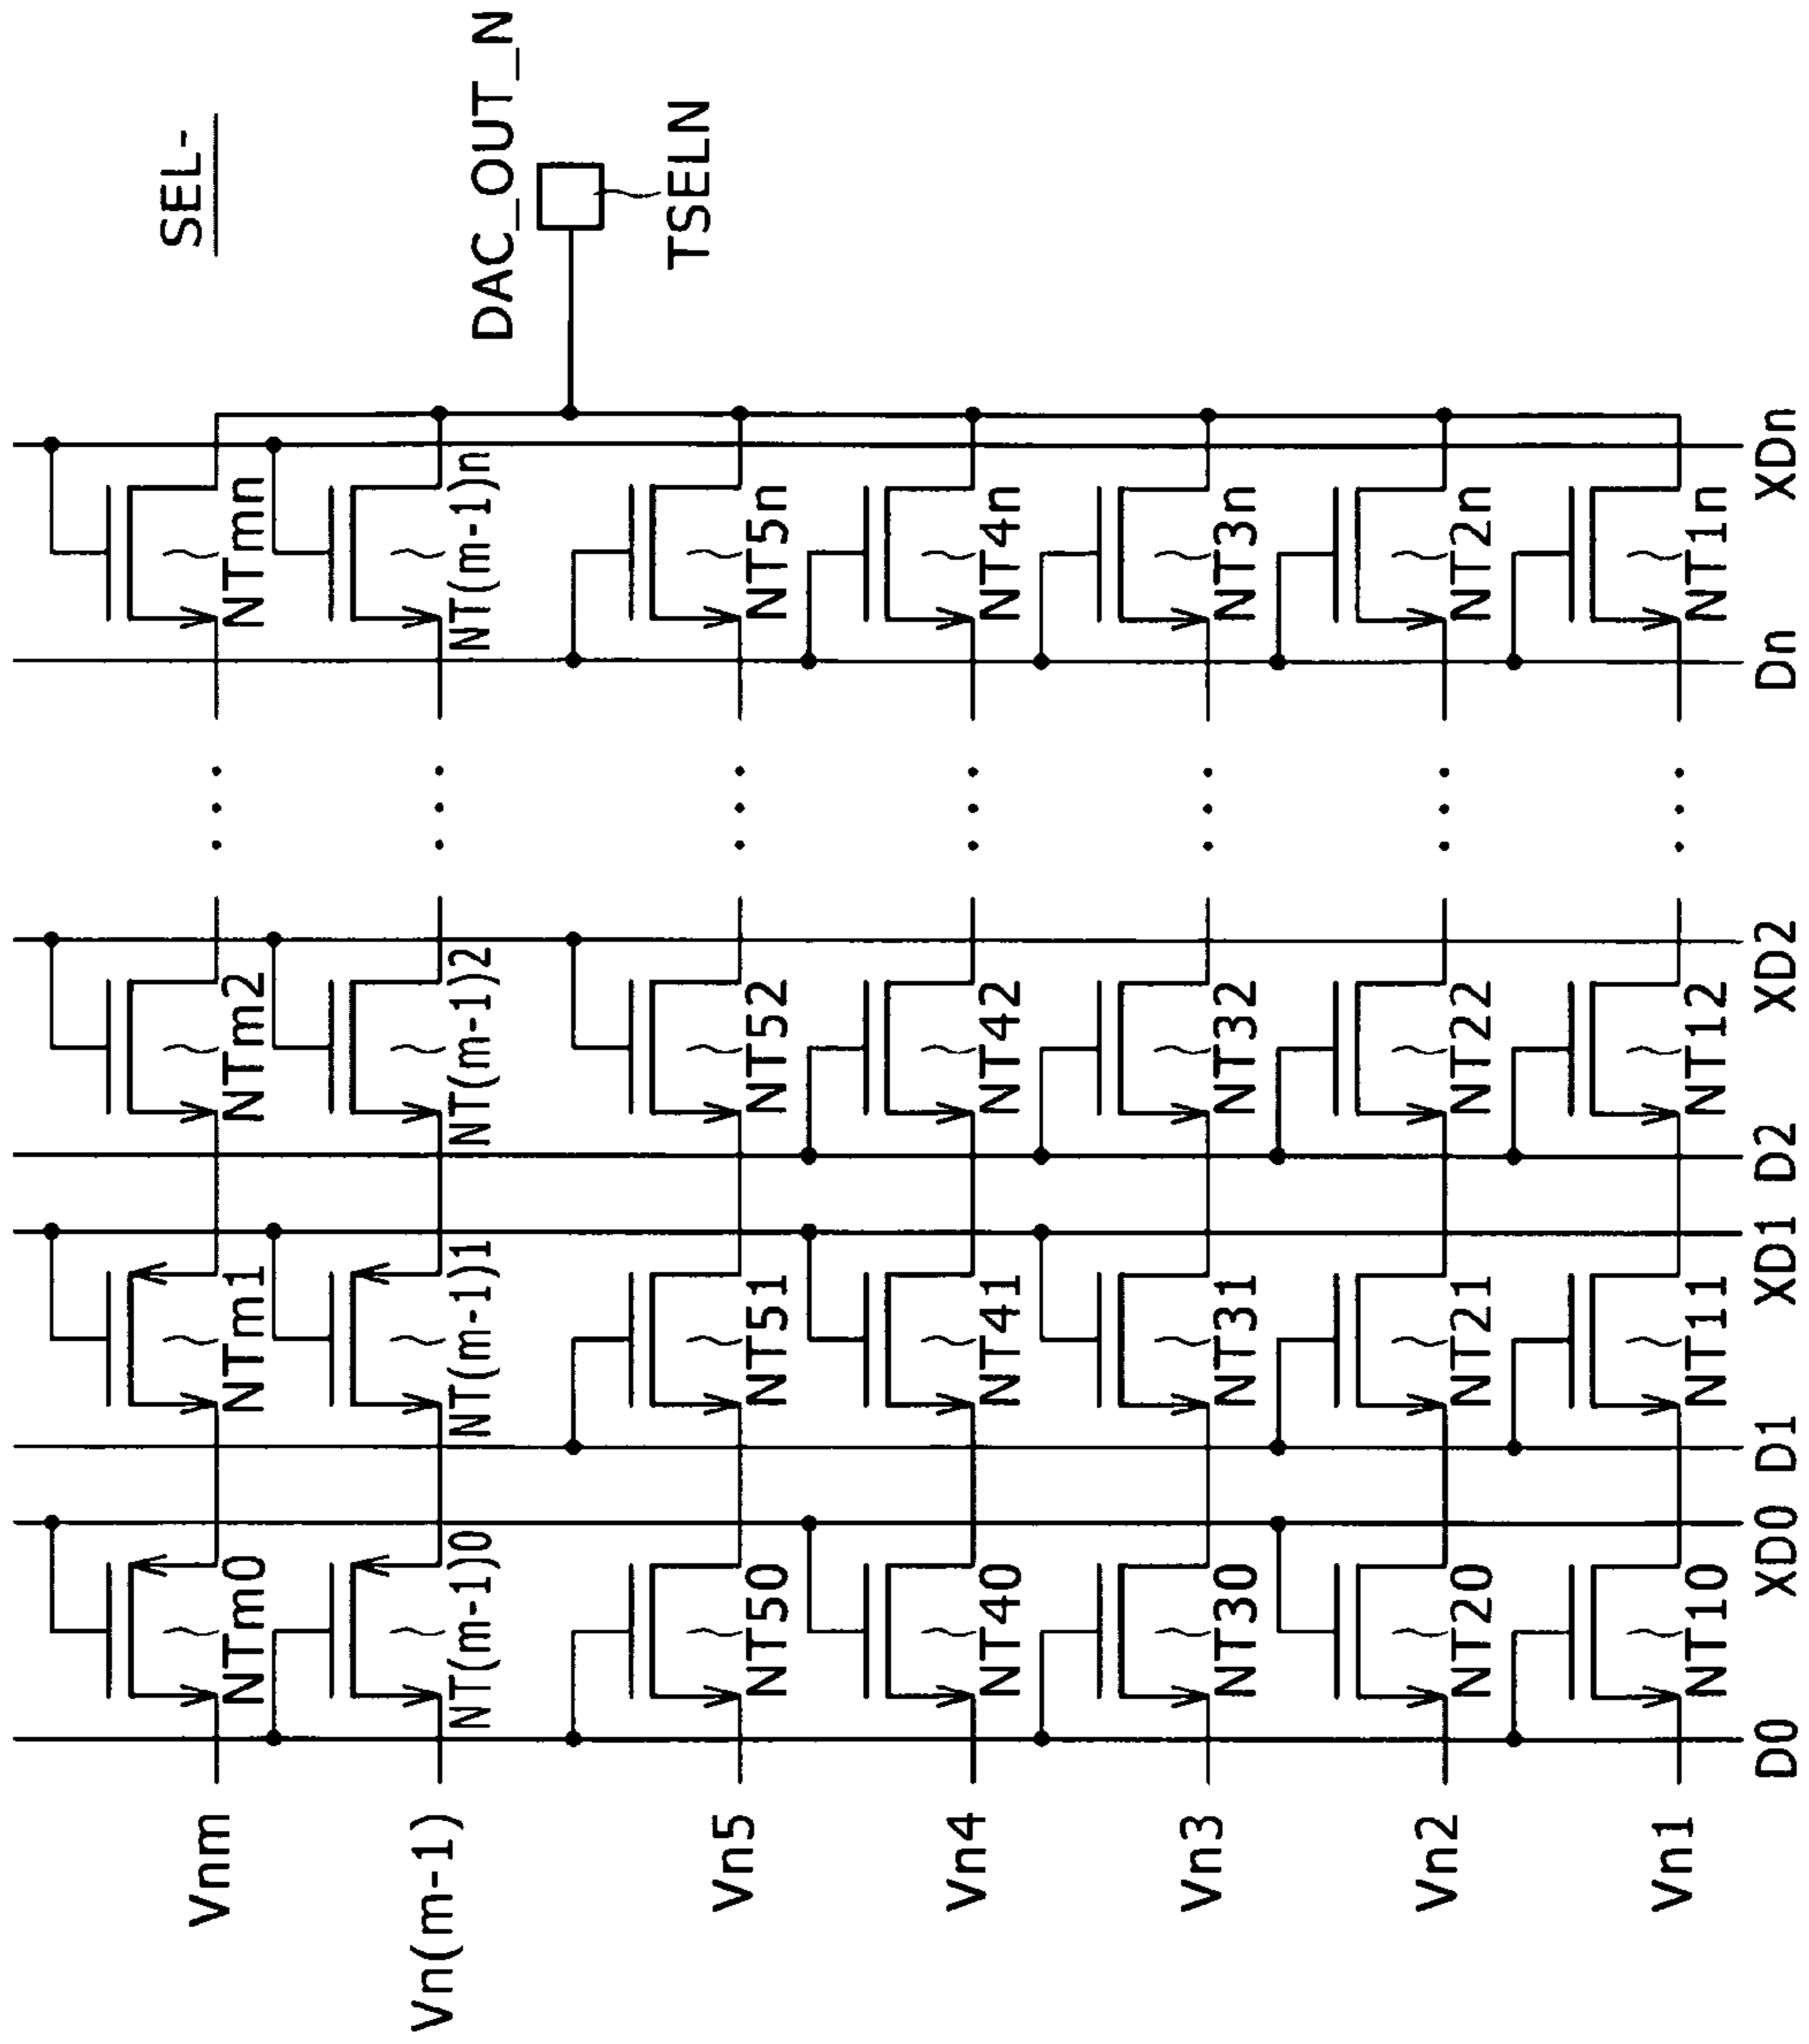 SEL-
DAC_OUT_N
TSELN
Vnm
NTm0
NTm1
NTm2
NTmn
Vn(m-1)
NT(m-1)0
NT(m-1)1
NT(m-1)2
NT(m-1)n
Vn5
NT50
NT51
NT52
NT5n
Vn4
NT40
NT41
NT42
NT4n
Vn3
NT30
NT31
NT32
NT3n
Vn2
NT20
NT21
NT22
NT2n
Vn1
NT10
NT11
NT12
NT1n
D0
XD0
D1
XD1
D2
XD2
Dn
XDn